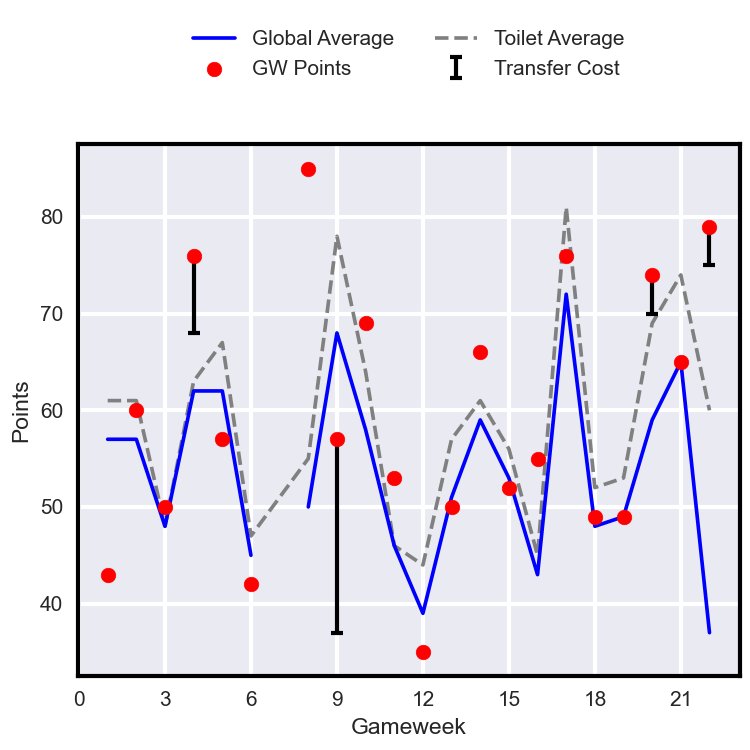 Global Average
Toilet Average
GW Points
Transfer Cost
80
70
60
50
40
Points
0 3 6 9 12 15 18 21
Gameweek